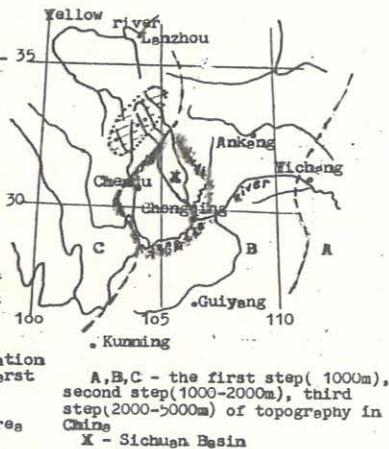 Yellow river
Lanzhou
35
Ankang
Yichang
Chengdu
X
river
30
Chongqing
C
B
A
Guiyang
100
105
110
Kunming
A,B,C - the first step( 1000m),
second step(1000-2000m), third
step(2000-5000m) of topography in
China
X - Sichuan Basin